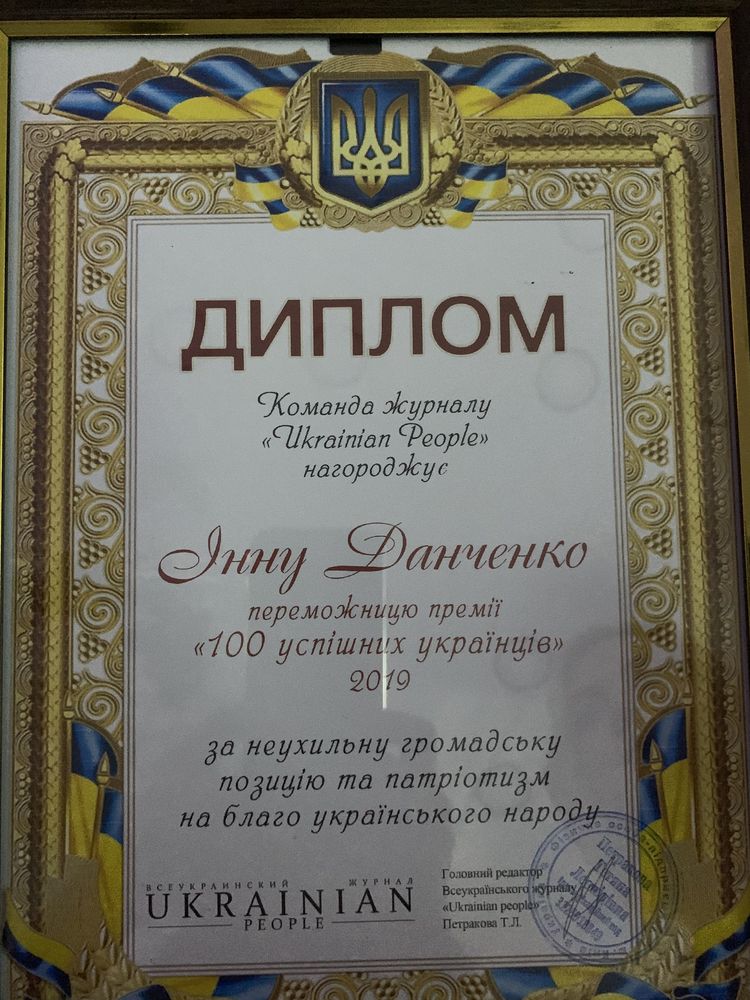 ДИПЛОМ
Команда журналу
«Ukrainian People»
нагороджує
Інну Данченко
переможницю премії
«100 успішних українців»
2019
за неухильну громадську
позицію та патріотизм
на благо українського народу
ВСЕУКРАИНСКИЙ ЖУРНАЛ
UKRAINIAN
PEOPLE
Головний редактор
Всеукраїнського журналу
«Ukrainian people»
Петракова Т.Л.
Петракова